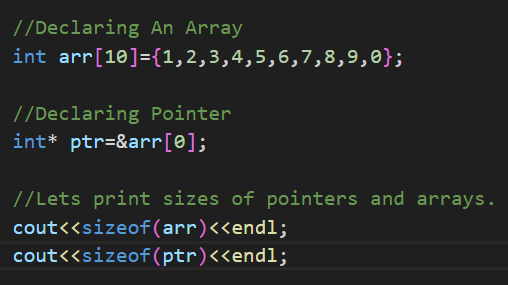 //Declaring An Array
int arr[10]={1,2,3,4,5,6,7,8,9,0};
//Declaring Pointer
int* ptr=&arr[0];
//Lets print sizes of pointers and arrays.
cout<<sizeof(arr)<<endl;
cout<<sizeof(ptr)<<endl;